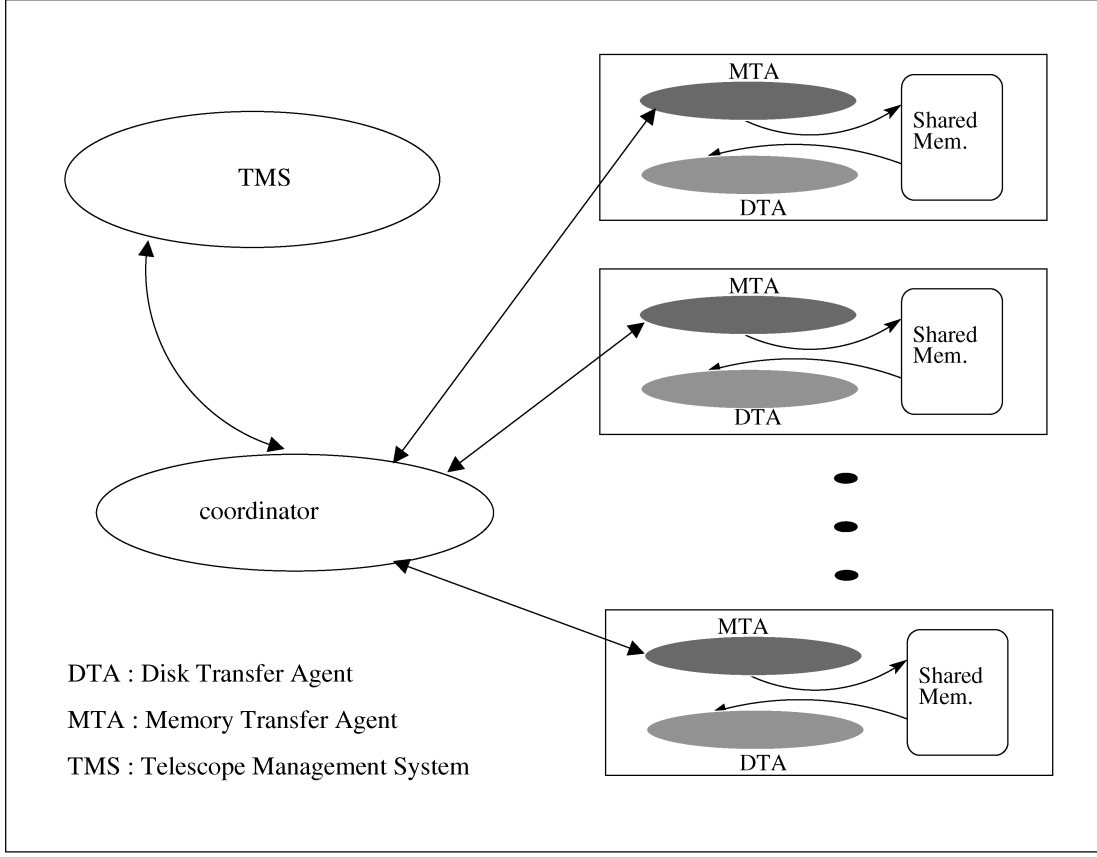 TMS
coordinator
MTA
Shared
Mem.
DTA
MTA
Shared
Mem.
DTA
MTA
Shared
Mem.
DTA
DTA : Disk Transfer Agent
MTA : Memory Transfer Agent
TMS : Telescope Management System